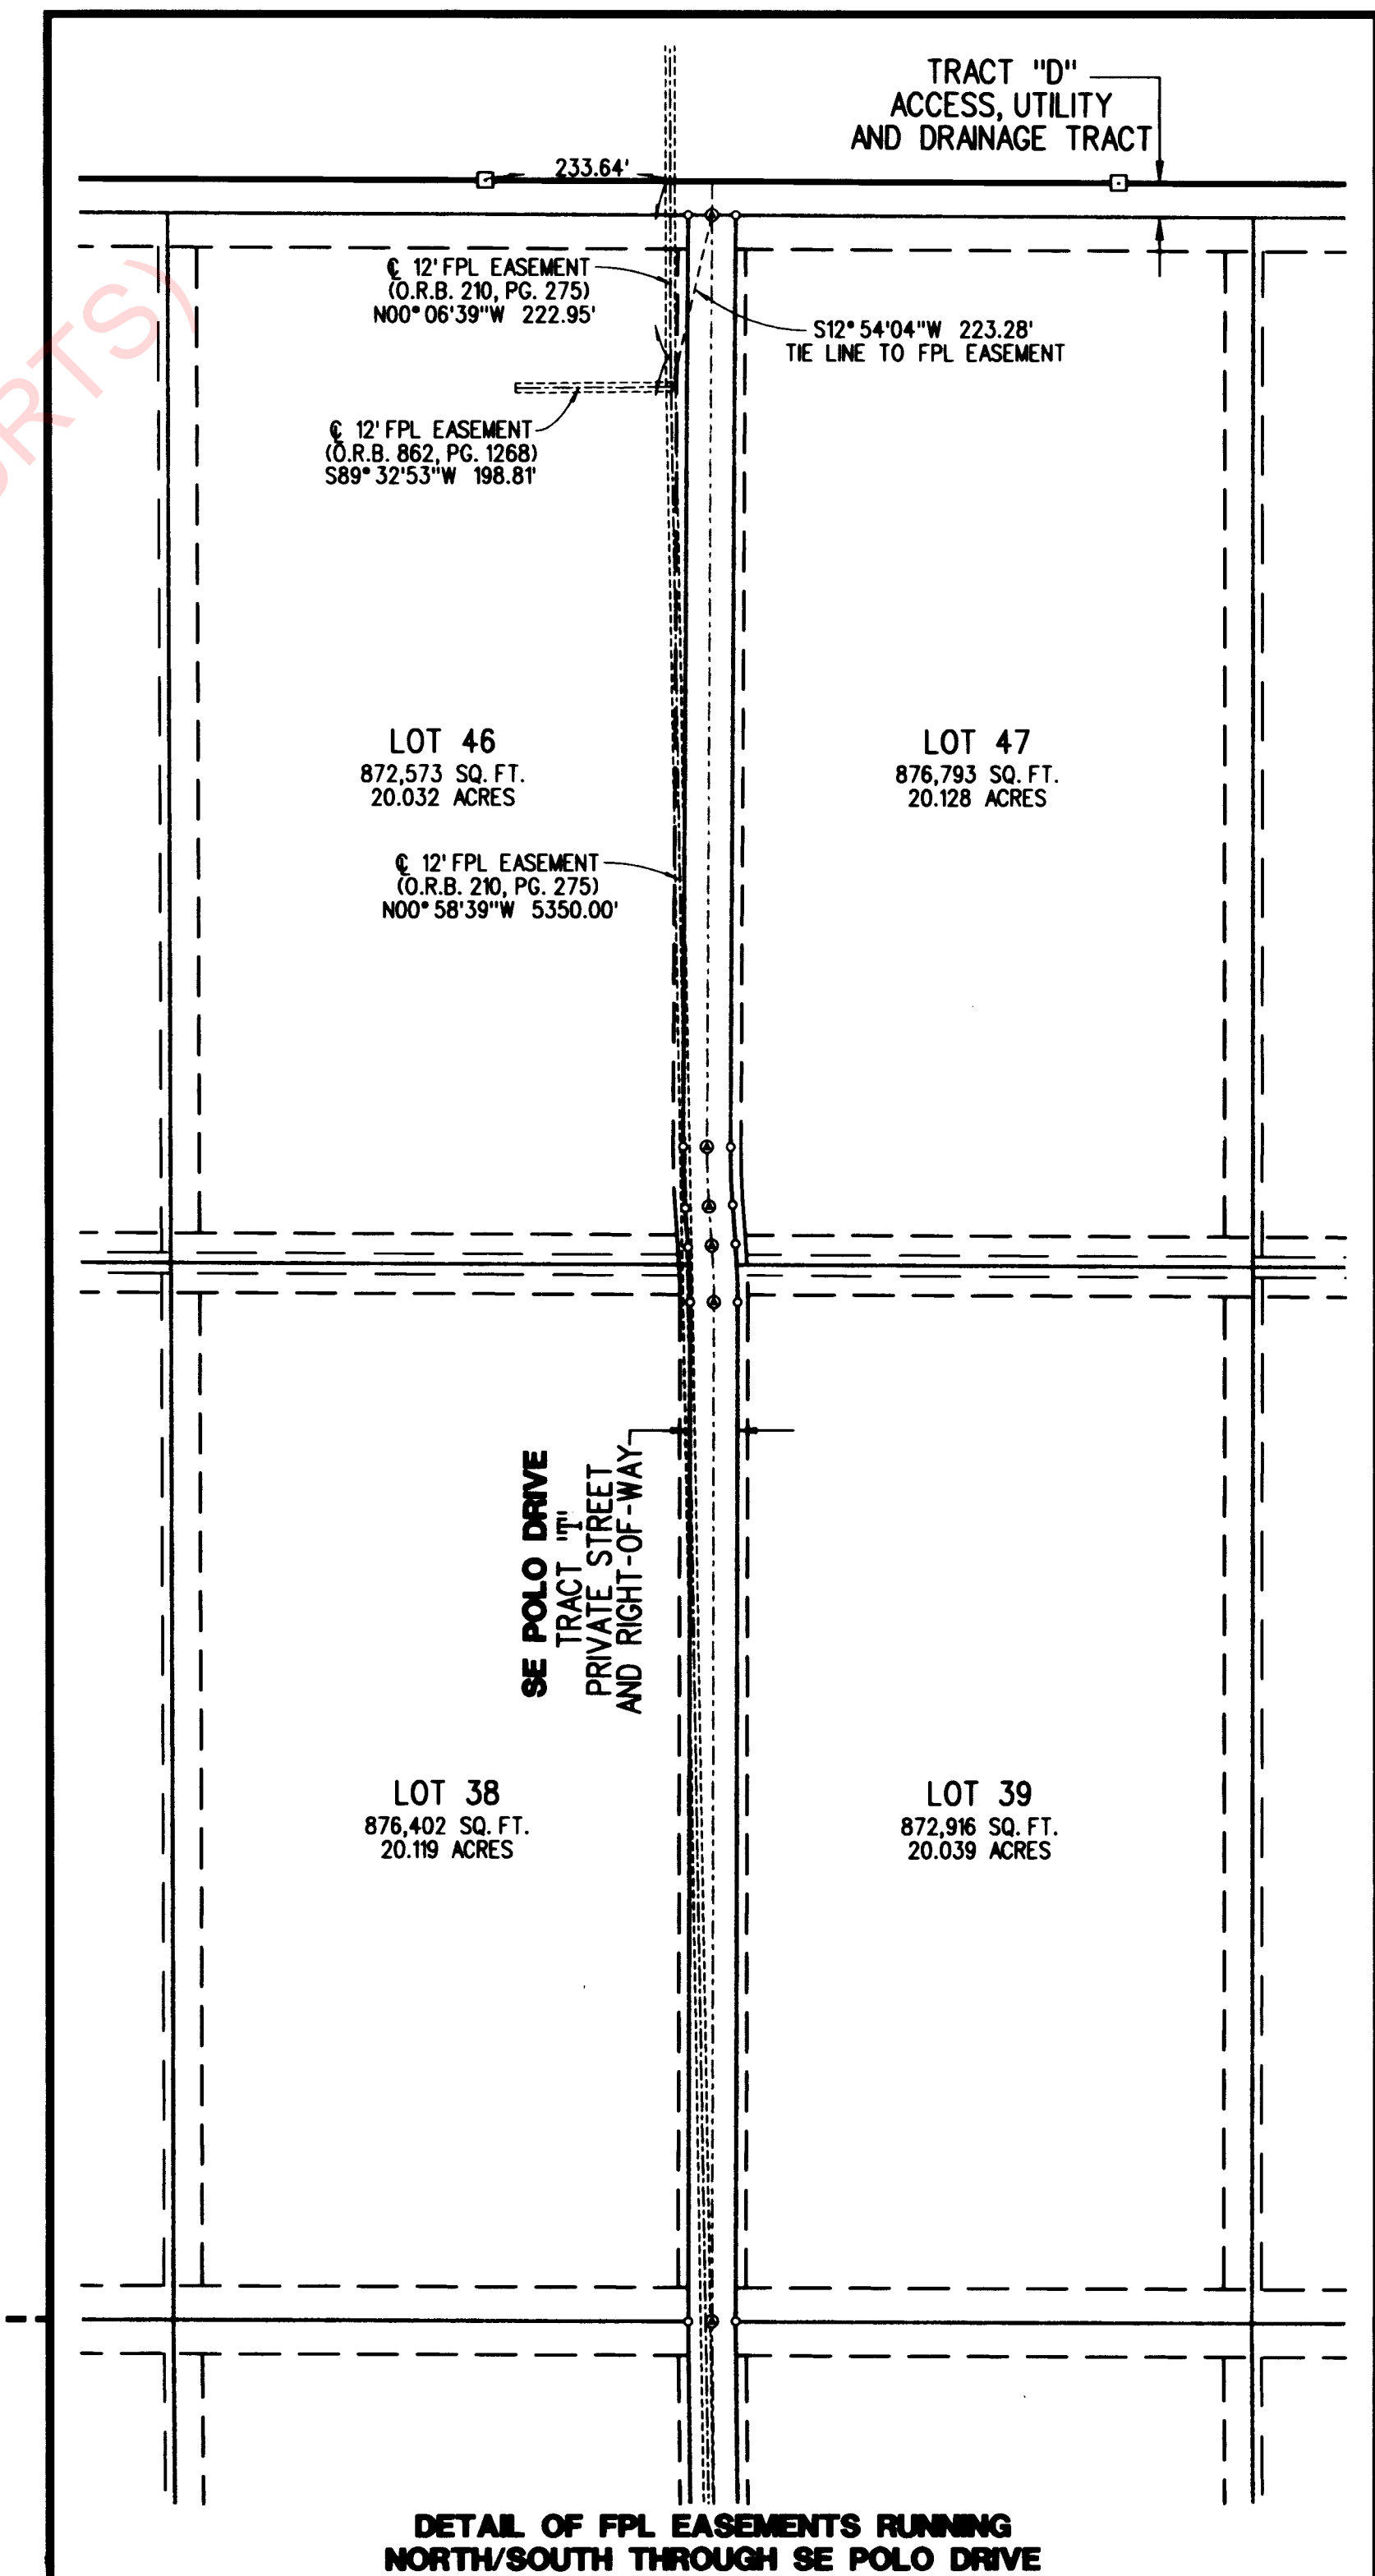 TRACT "D"
ACCESS, UTILITY
AND DRAINAGE TRACT
233.64'
℄ 12' FPL EASEMENT
(O.R.B. 210, PG. 275)
N00°06'39"W 222.95'
S12°54'04"W 223.28'
TIE LINE TO FPL EASEMENT
℄ 12' FPL EASEMENT
(O.R.B. 862, PG. 1268)
S89°32'53"W 198.81'
LOT 46
872,573 SQ. FT.
20.032 ACRES
LOT 47
876,793 SQ. FT.
20.128 ACRES
℄ 12' FPL EASEMENT
(O.R.B. 210, PG. 275)
N00°58'39"W 5350.00'
SE POLO DRIVE
TRACT
PRIVATE STREET
AND RIGHT-OF-WAY
LOT 38
876,402 SQ. FT.
20.119 ACRES
LOT 39
872,916 SQ. FT.
20.039 ACRES
DETAIL OF FPL EASEMENTS RUNNING
NORTH/SOUTH THROUGH SE POLO DRIVE